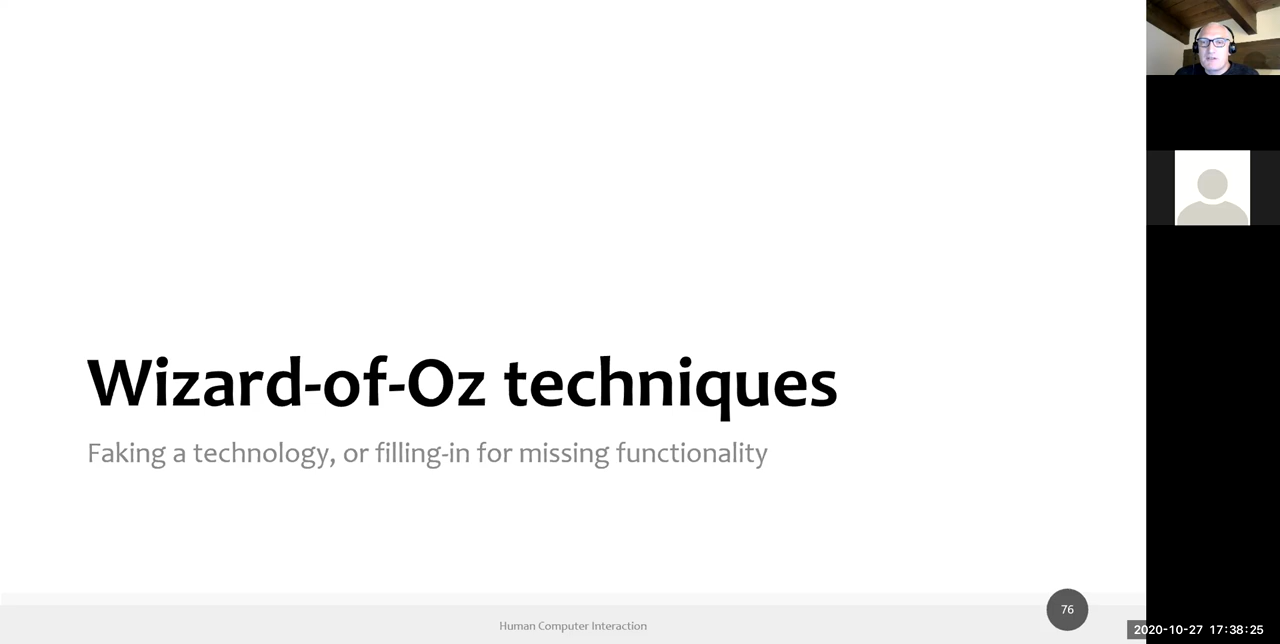 Wizard-of-Oz techniques
Faking a technology, or filling-in for missing functionality
Human Computer Interaction
76
2020-10-27 17:38:25